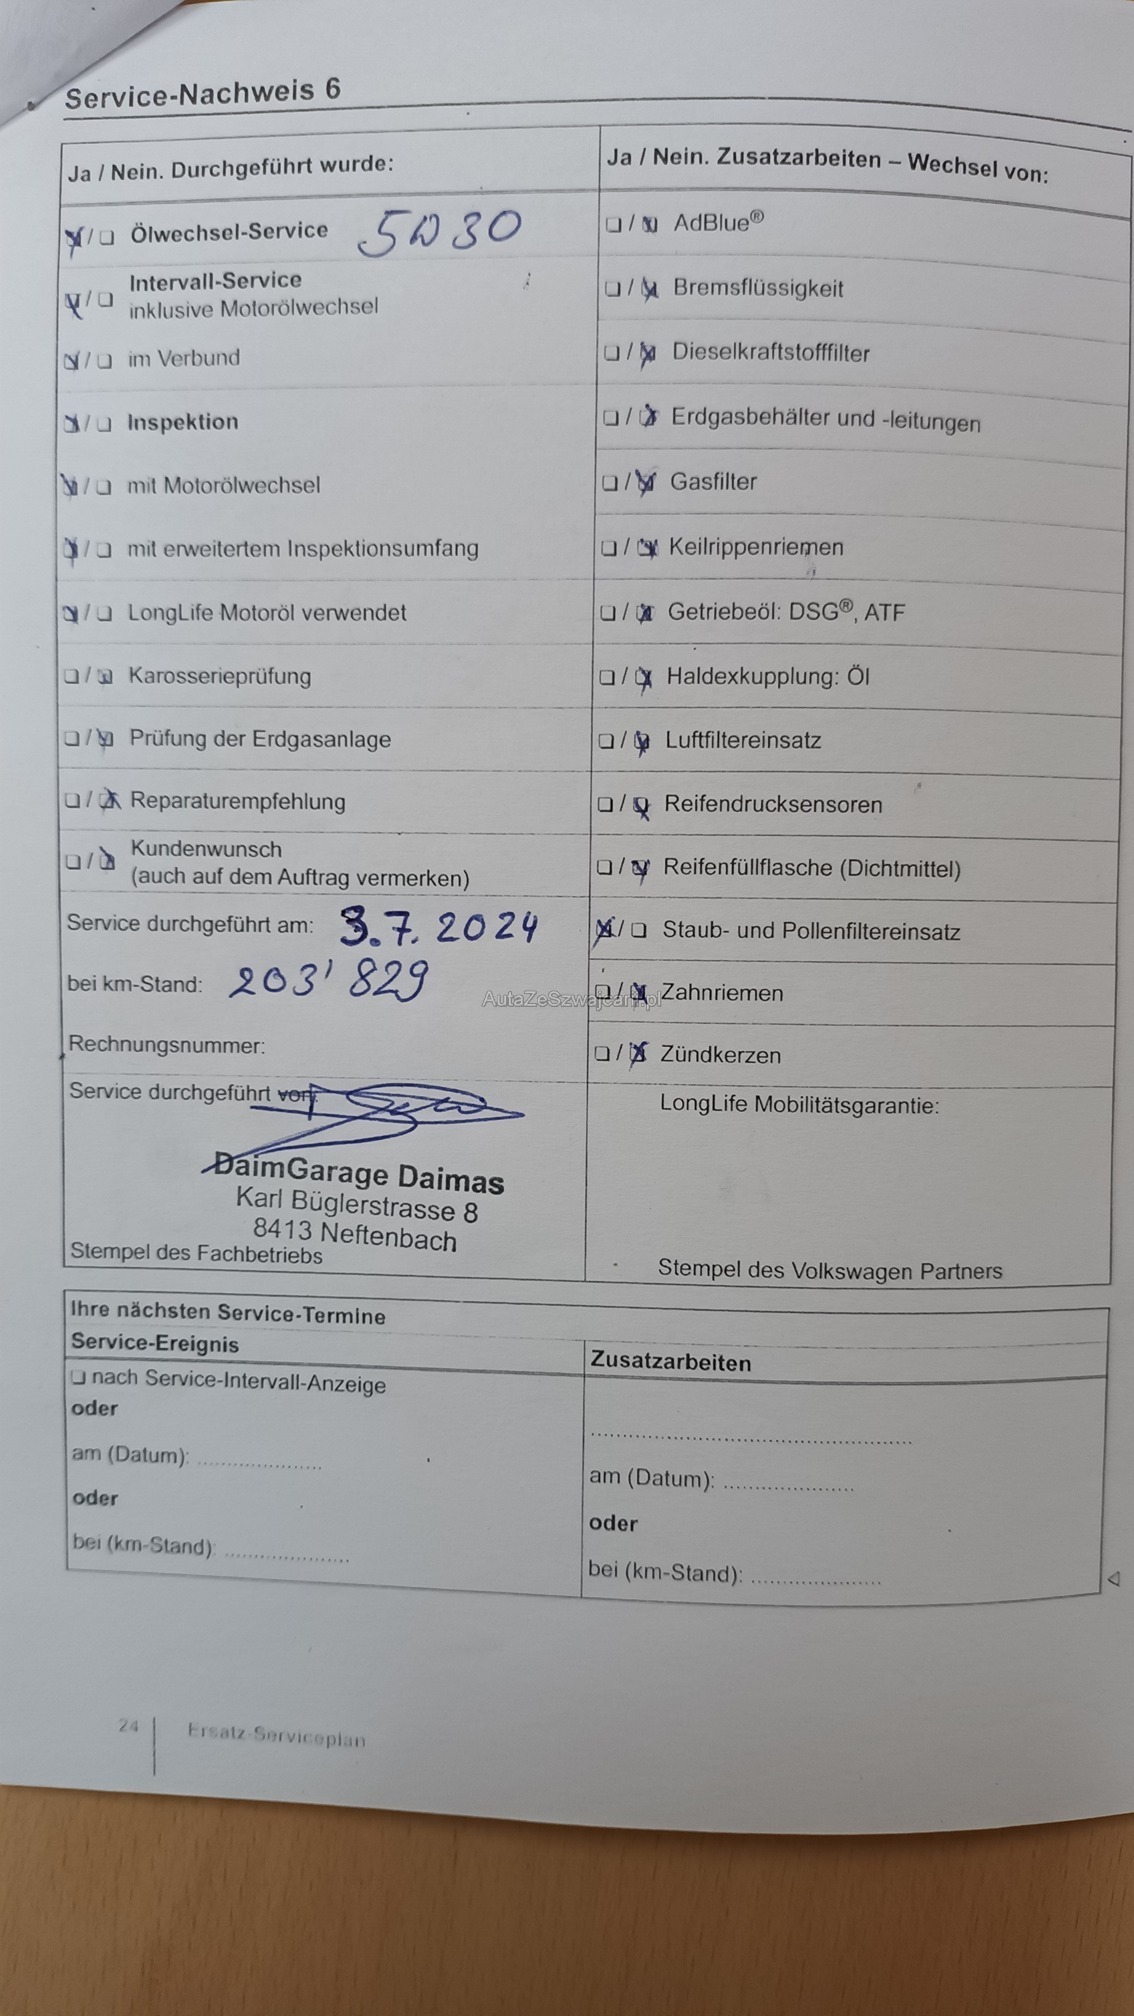 Service-Nachweis 6
Ja / Nein. Durchgeführt wurde:
Ölwechsel-Service 5W30
Intervall-Service
inklusive Motorölwechsel
im Verbund
Inspektion
mit Motorölwechsel
mit erweitertem Inspektionsumfang
LongLife Motoröl verwendet
Karosserieprüfung
Prüfung der Erdgasanlage
Reparaturempfehlung
Kundenwunsch
(auch auf dem Auftrag vermerken)
Service durchgeführt am: 3.7.2024
bei km-Stand: 203'829
Rechnungsnummer:
Service durchgeführt von:
DaimGarage Daimas
Karl Büglerstrasse 8
8413 Neftenbach
Stempel des Fachbetriebs
Ja / Nein. Zusatzarbeiten – Wechsel von:
AdBlue®
Bremsflüssigkeit
Dieselkraftstofffilter
Erdgasbehälter und -leitungen
Gasfilter
Keilrippenriemen
Getriebeöl: DSG®, ATF
Haldexkupplung: Öl
Luftfiltereinsatz
Reifendrucksensoren
Reifenfüllflasche (Dichtmittel)
Staub- und Pollenfiltereinsatz
AutaZeSzwajcarii.pl
Zahnriemen
Zündkerzen
LongLife Mobilitätsgarantie:
Stempel des Volkswagen Partners
Ihre nächsten Service-Termine
Service-Ereignis
nach Service-Intervall-Anzeige
oder
am (Datum): .....................
oder
bei (km-Stand): .....................
Zusatzarbeiten
.....................................................
am (Datum): ......................
oder
bei (km-Stand): ......................
24
Ersatz-Serviceplan